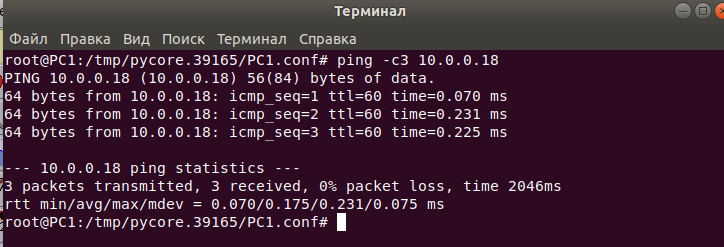 Терминал
Файл Правка Вид Поиск Терминал Справка
root@PC1:/tmp/pycore.39165/PC1.conf# ping -c3 10.0.0.18
PING 10.0.0.18 (10.0.0.18) 56(84) bytes of data.
64 bytes from 10.0.0.18: icmp_seq=1 ttl=60 time=0.070 ms
64 bytes from 10.0.0.18: icmp_seq=2 ttl=60 time=0.231 ms
64 bytes from 10.0.0.18: icmp_seq=3 ttl=60 time=0.225 ms
--- 10.0.0.18 ping statistics ---
3 packets transmitted, 3 received, 0% packet loss, time 2046ms
rtt min/avg/max/mdev = 0.070/0.175/0.231/0.075 ms
root@PC1:/tmp/pycore.39165/PC1.conf#